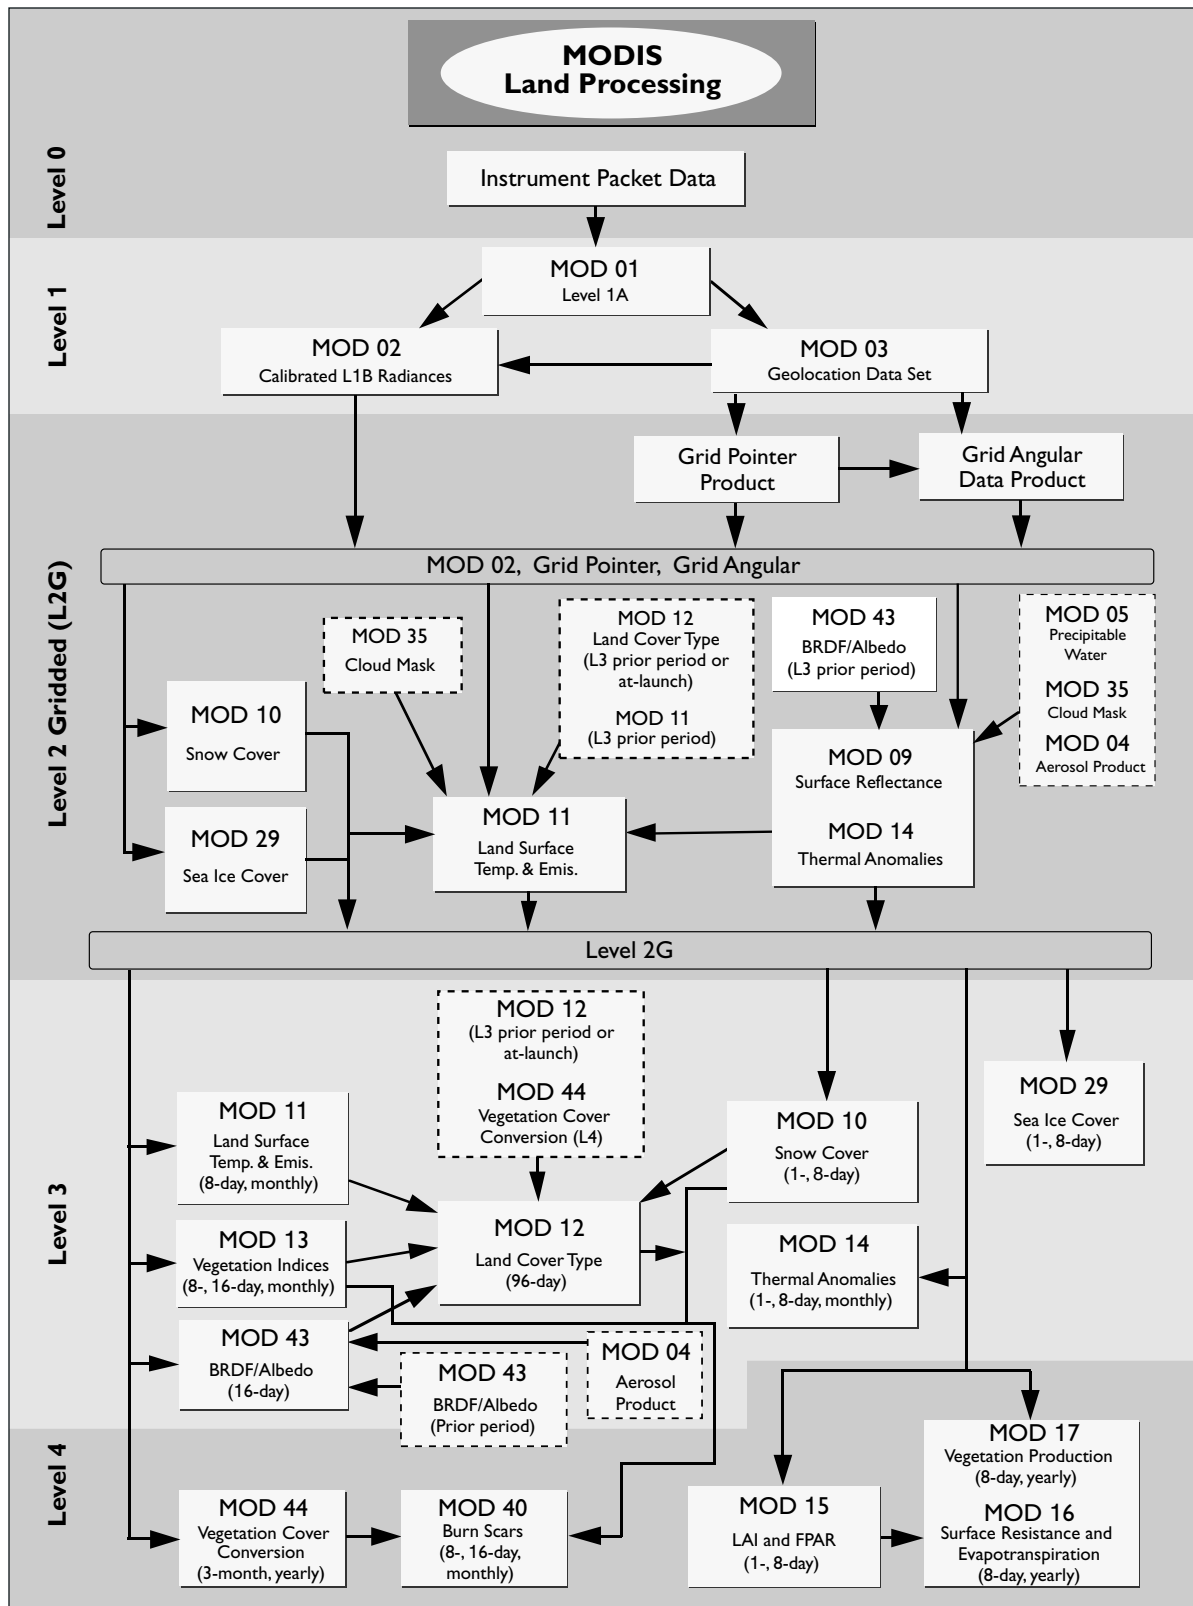 MODIS
Land Processing
Level 0
Instrument Packet Data
Level 1
MOD 01
Level 1A
MOD 02
Calibrated L1B Radiances
MOD 03
Geolocation Data Set
Level 2 Gridded (L2G)
Grid Pointer
Product
Grid Angular
Data Product
MOD 02, Grid Pointer, Grid Angular
MOD 35
Cloud Mask
MOD 12
Land Cover Type
(L3 prior period or
at-launch)
MOD 11
(L3 prior period)
MOD 43
BRDF/Albedo
(L3 prior period)
MOD 05
Precipitable
Water
MOD 35
Cloud Mask
MOD 04
Aerosol Product
MOD 10
Snow Cover
MOD 29
Sea Ice Cover
MOD 11
Land Surface
Temp. & Emis.
MOD 09
Surface Reflectance
MOD 14
Thermal Anomalies
Level 2G
Level 3
MOD 12
(L3 prior period or
at-launch)
MOD 44
Vegetation Cover
Conversion (L4)
MOD 11
Land Surface
Temp. & Emis.
(8-day, monthly)
MOD 10
Snow Cover
(1-, 8-day)
MOD 29
Sea Ice Cover
(1-, 8-day)
MOD 13
Vegetation Indices
(8-, 16-day, monthly)
MOD 12
Land Cover Type
(96-day)
MOD 14
Thermal Anomalies
(1-, 8-day, monthly)
MOD 43
BRDF/Albedo
(16-day)
MOD 43
BRDF/Albedo
(Prior period)
MOD 04
Aerosol
Product
Level 4
MOD 44
Vegetation Cover
Conversion
(3-month, yearly)
MOD 40
Burn Scars
(8-, 16-day,
monthly)
MOD 15
LAI and FPAR
(1-, 8-day)
MOD 17
Vegetation Production
(8-day, yearly)
MOD 16
Surface Resistance and
Evapotranspiration
(8-day, yearly)